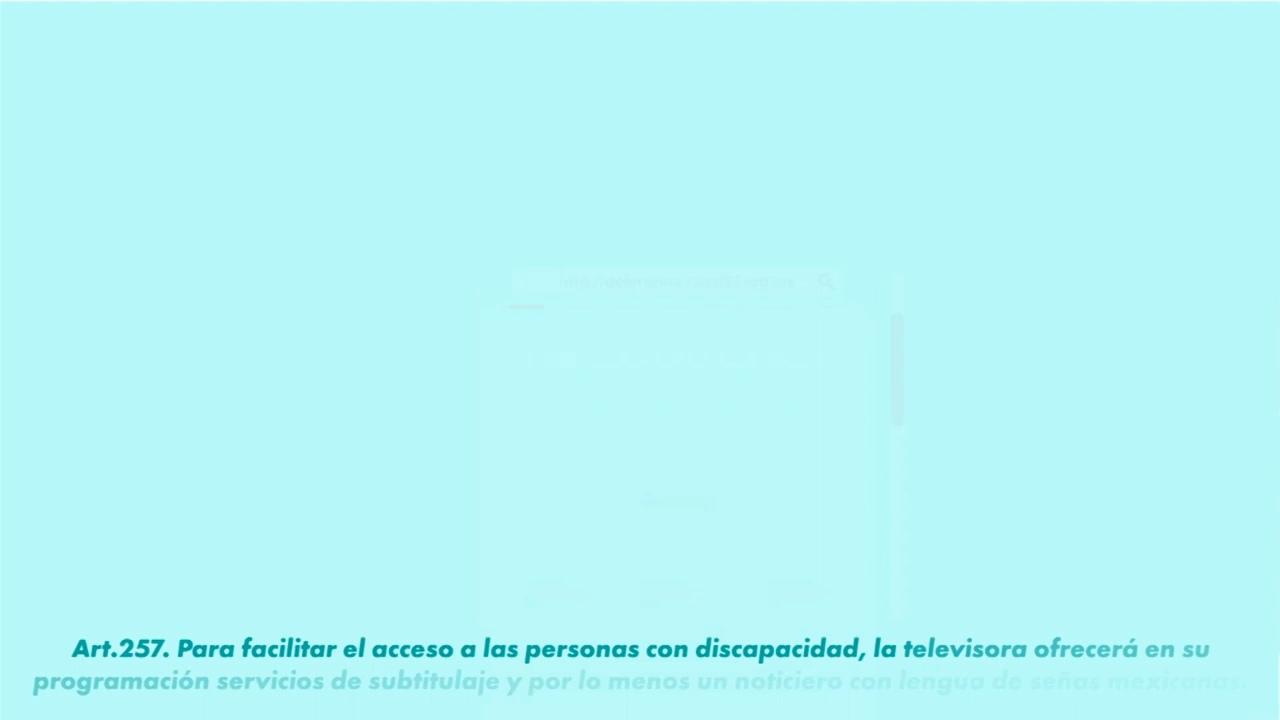 Art.257. Para facilitar el acceso a las personas con discapacidad, la televisora ofrecerá en su
programación servicios de subtitulaje y por lo menos un noticiero con lengua de señas mexicanas.